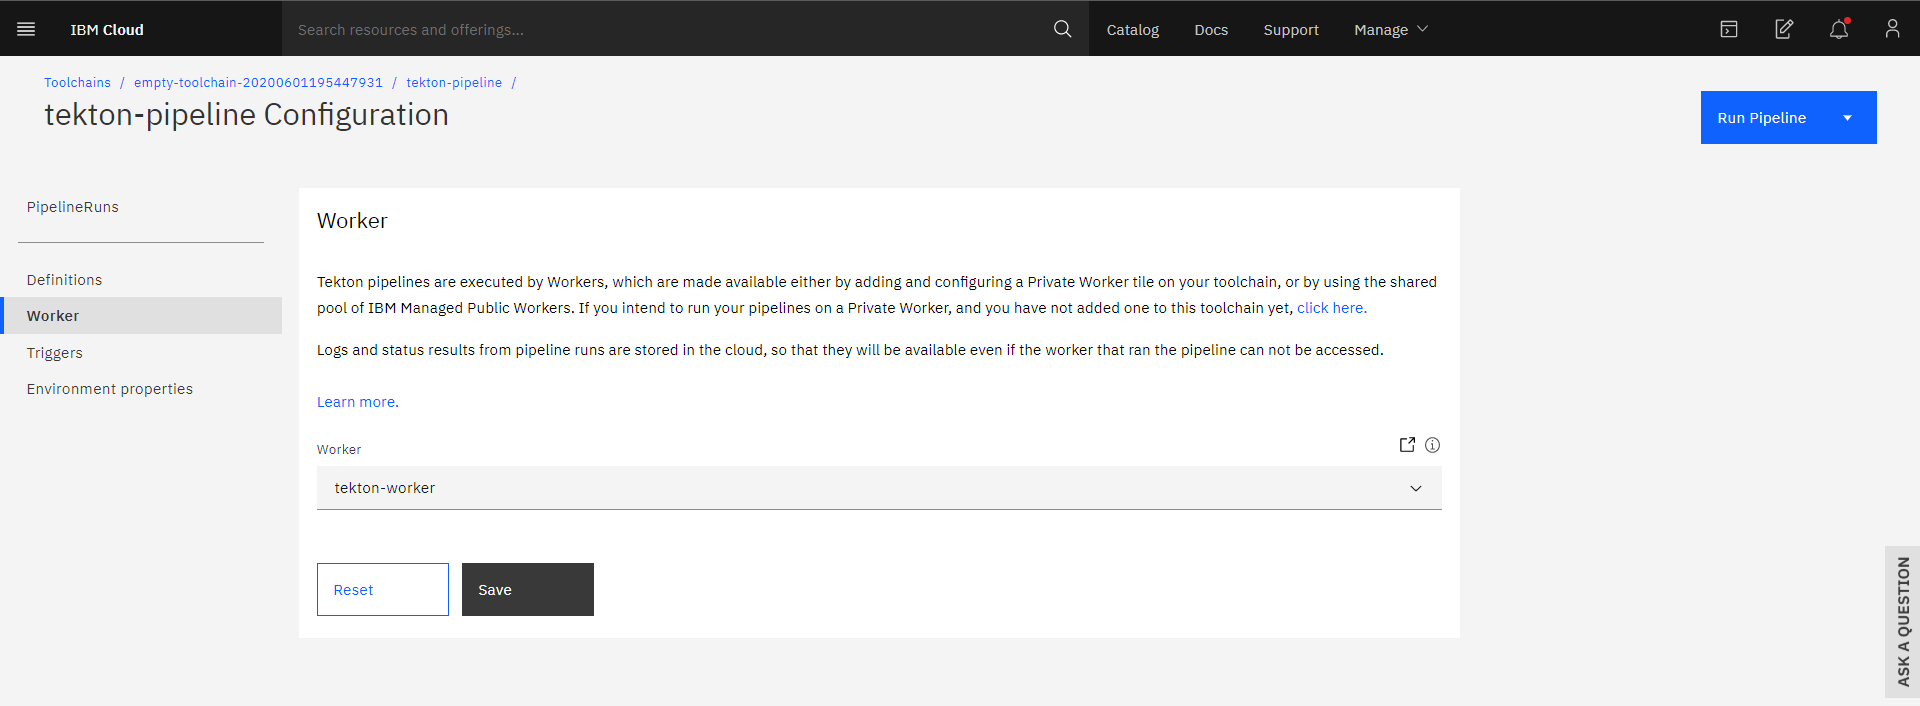 IBM Cloud
Search resources and offerings...
Catalog
Docs
Support
Manage
Toolchains / empty-toolchain-20200601195447931 / tekton-pipeline /
tekton-pipeline Configuration
Run Pipeline
PipelineRuns
Definitions
Worker
Triggers
Environment properties
Worker
Tekton pipelines are executed by Workers, which are made available either by adding and configuring a Private Worker tile on your toolchain, or by using the shared
pool of IBM Managed Public Workers. If you intend to run your pipelines on a Private Worker, and you have not added one to this toolchain yet, click here.
Logs and status results from pipeline runs are stored in the cloud, so that they will be available even if the worker that ran the pipeline can not be accessed.
Learn more.
Worker
tekton-worker
Reset
Save
ASK A QUESTION